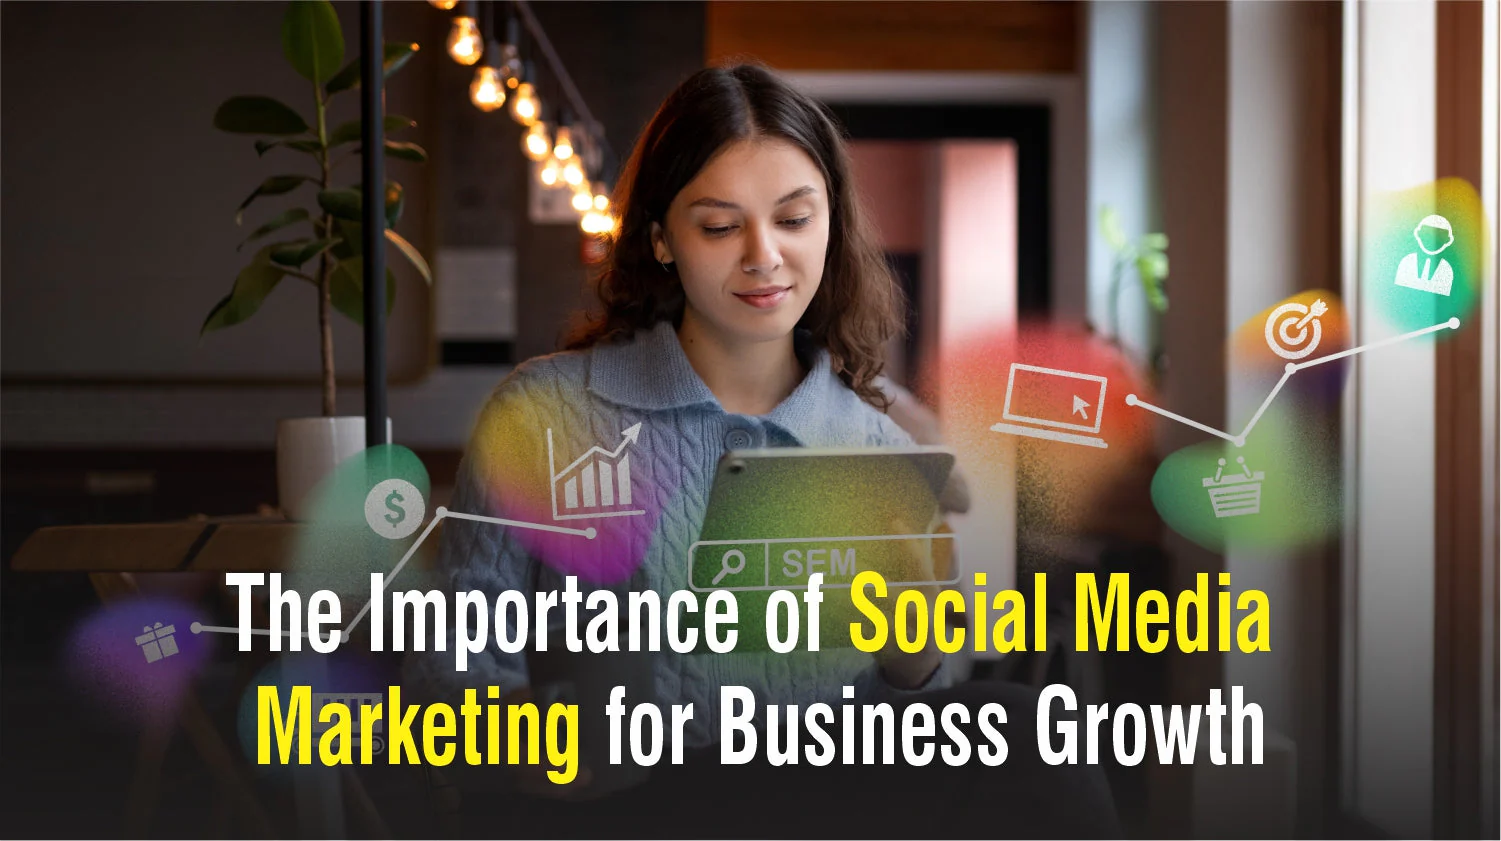 $
SEM
The Importance of Social Media
Marketing for Business Growth